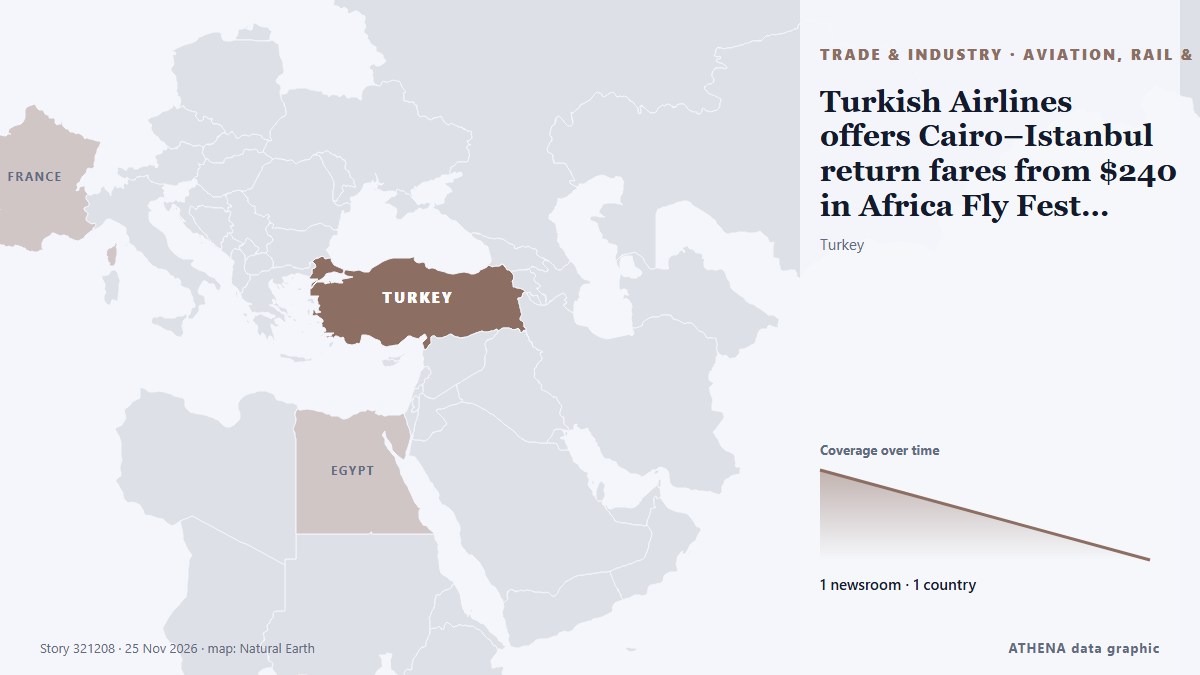 TRADE & INDUSTRY · AVIATION, RAIL &
Turkish Airlines
offers Cairo–Istanbul
return fares from $240
in Africa Fly Fest…
Turkey
FRANCE
TURKEY
EGYPT
Coverage over time
1 newsroom · 1 country
Story 321208 · 25 Nov 2026 · map: Natural Earth
ATHENA data graphic